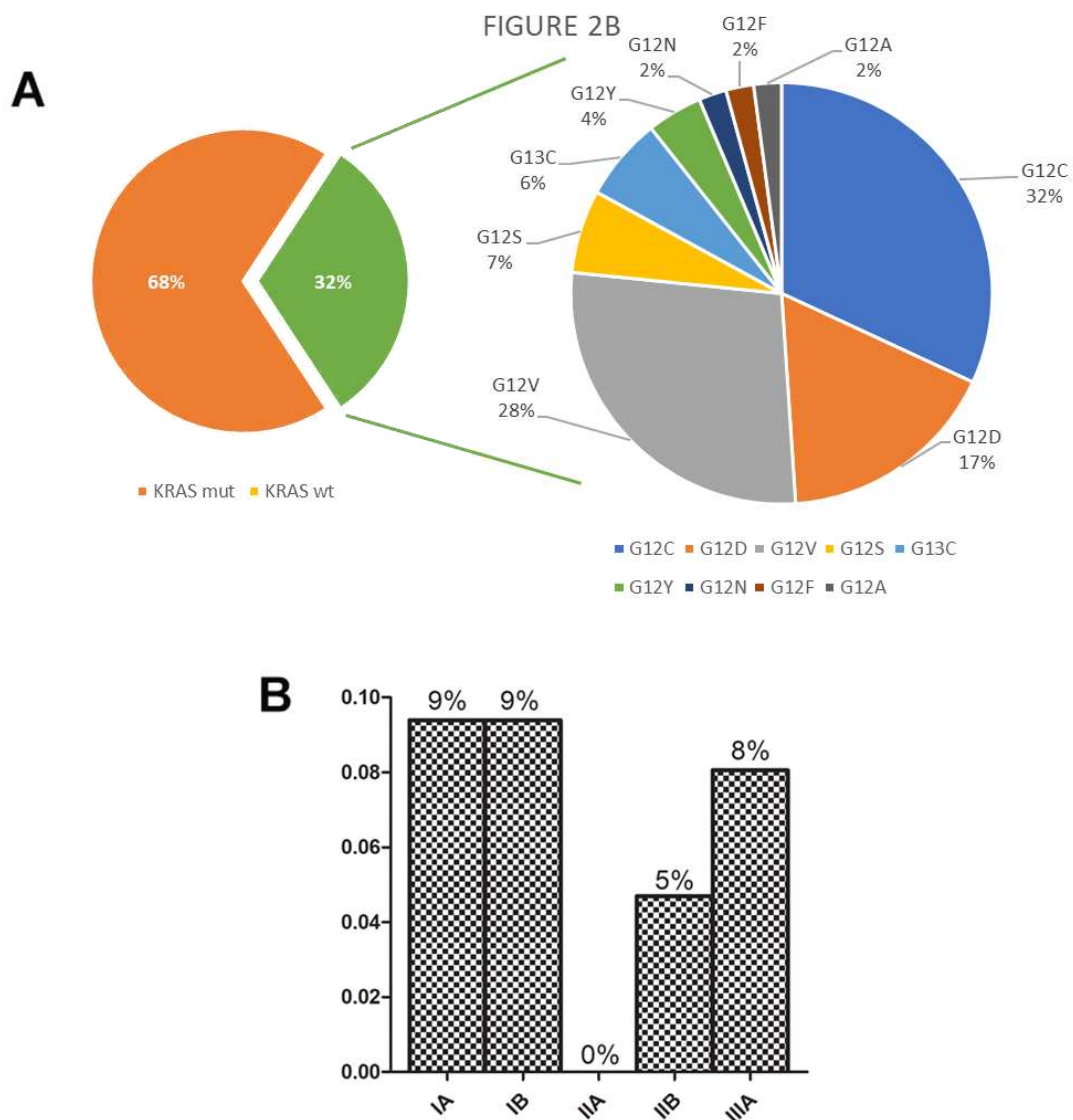 FIGURE 2B
A
68%
32%
KRAS mut KRAS wt
G12F
2%
G12N
2%
G12A
2%
G12Y
4%
G13C
6%
G12C
32%
G12S
7%
G12V
28%
G12D
17%
G12C G12D G12V G12S G13C
G12Y G12N G12F G12A
B
0.10
0.08
0.06
0.04
0.02
0.00
9%
9%
0%
5%
8%
IA
IB
IIA
IIB
IIIA